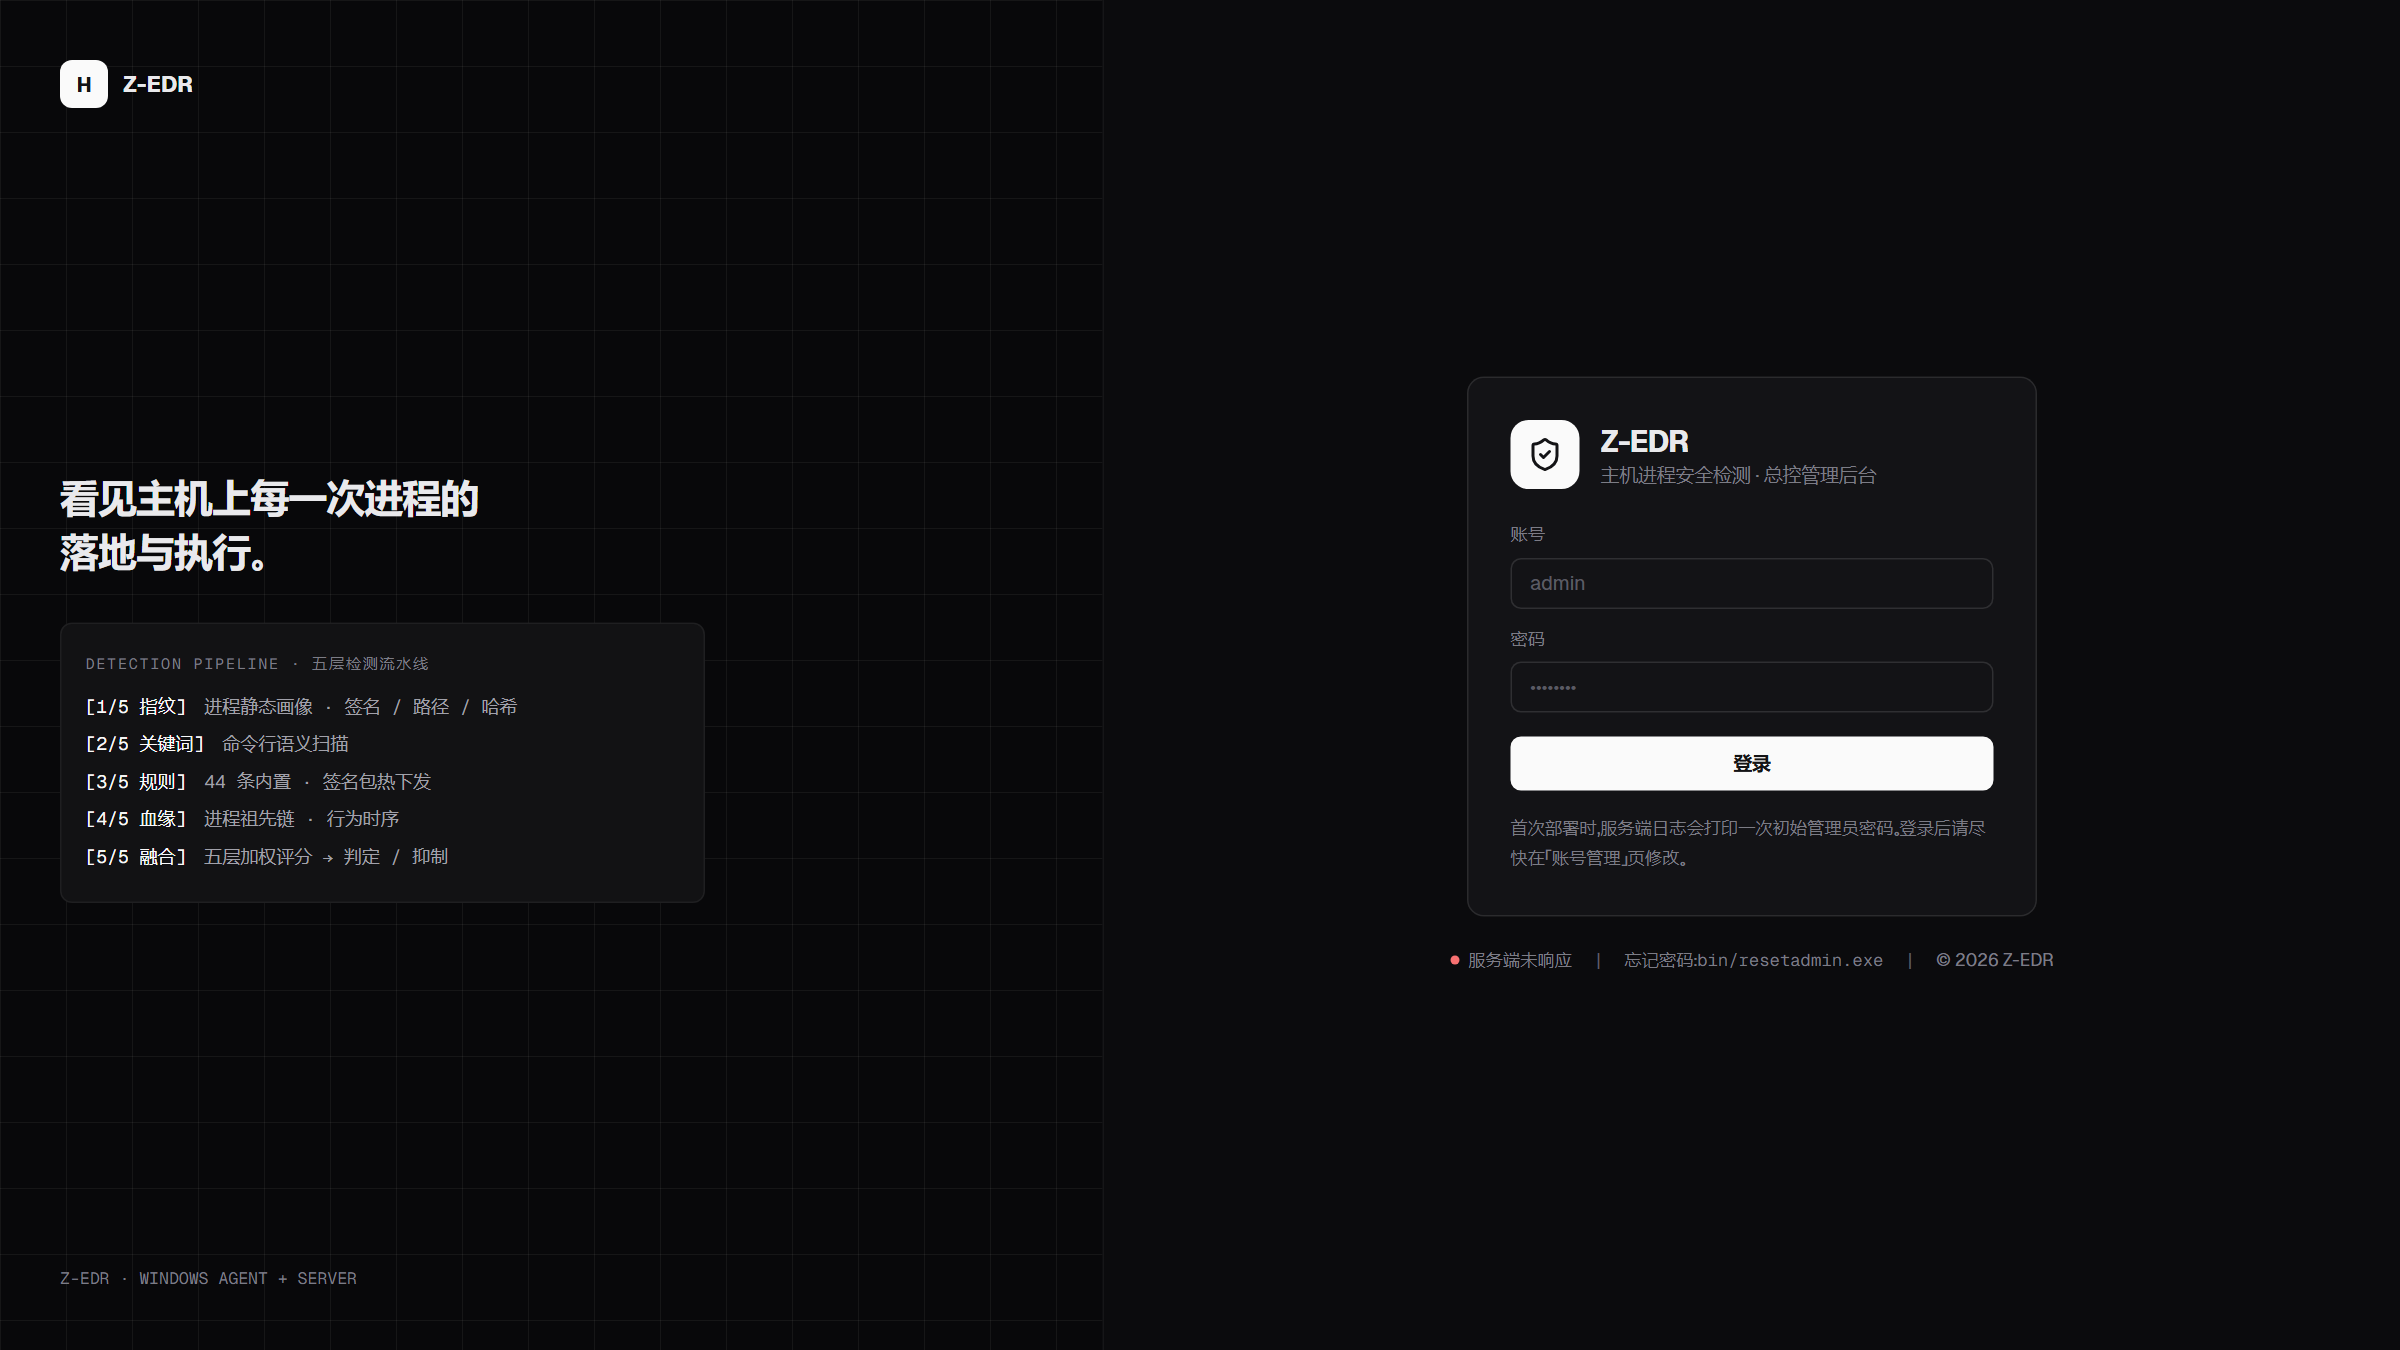 H Z-EDR
看见主机上每一次进程的
落地与执行。
DETECTION PIPELINE · 五层检测流水线
[1/5 指纹] 进程静态画像 · 签名 / 路径 / 哈希
[2/5 关键词] 命令行语义扫描
[3/5 规则] 44 条内置 · 签名包热下发
[4/5 血缘] 进程祖先链 · 行为时序
[5/5 融合] 五层加权评分 → 判定 / 抑制
Z-EDR · WINDOWS AGENT + SERVER
Z-EDR
主机进程安全检测 · 总控管理后台
账号
admin
密码
••••••••
登录
首次部署时,服务端日志会打印一次初始管理员密码。登录后请尽
快在「账号管理」页修改。
服务端未响应 | 忘记密码:bin/resetadmin.exe | © 2026 Z-EDR